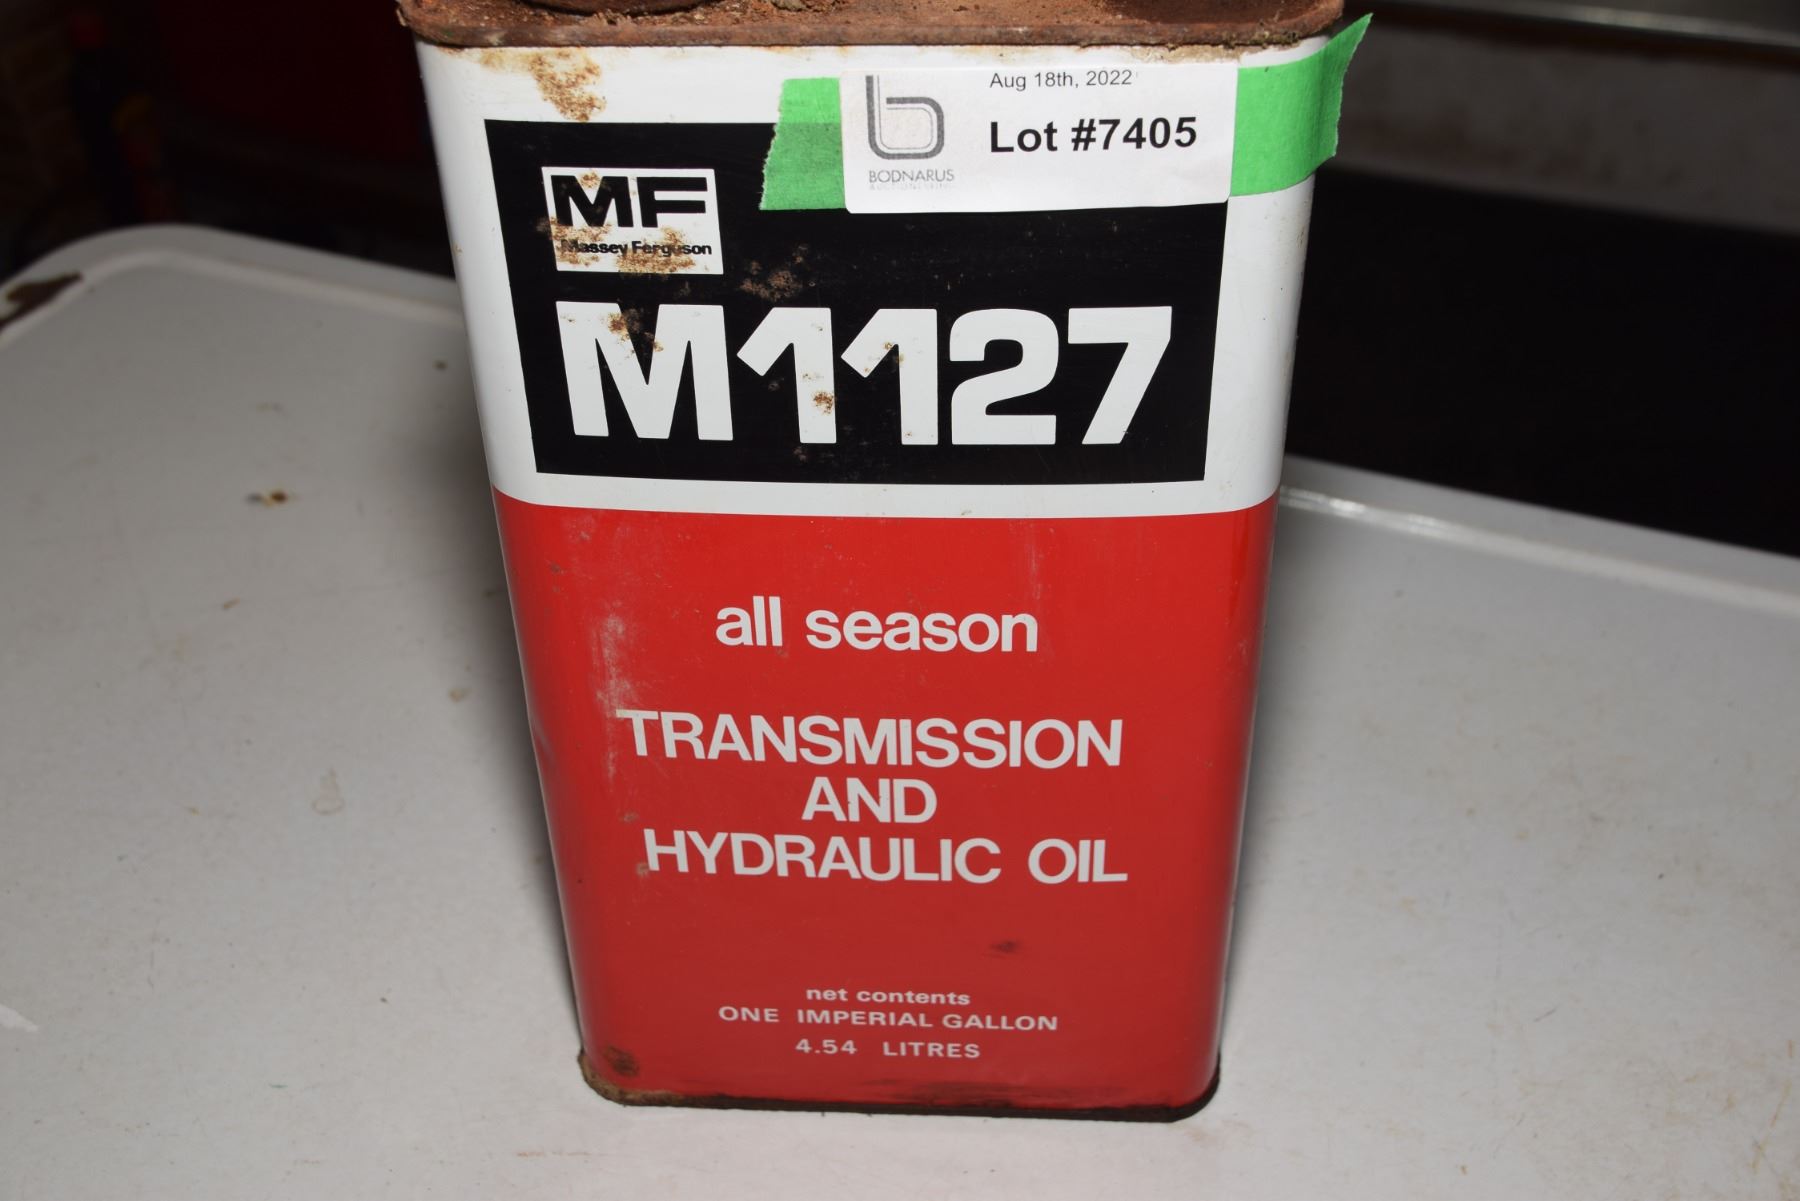 Aug 18th, 2022
Lot #7405
b
BODNARUS
AUCTIONEERING
MF
Massey Ferguson
M1127
all season
TRANSMISSION
AND
HYDRAULIC OIL
net contents
ONE IMPERIAL GALLON
4.54 LITRES